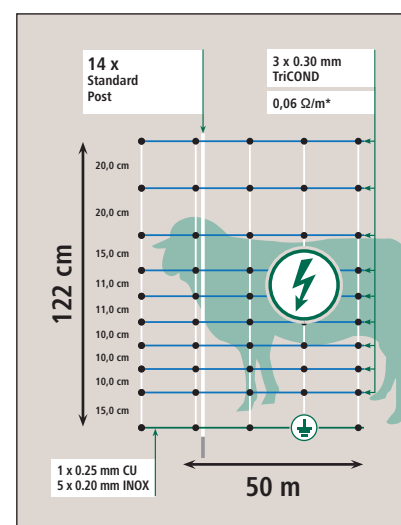 14 x
Standard
Post
3 x 0.30 mm
TriCOND
0,06 Ω/m*
20,0 cm
20,0 cm
15,0 cm
11,0 cm
11,0 cm
10,0 cm
10,0 cm
10,0 cm
15,0 cm
122 cm
1 x 0.25 mm CU
5 x 0.20 mm INOX
50 m